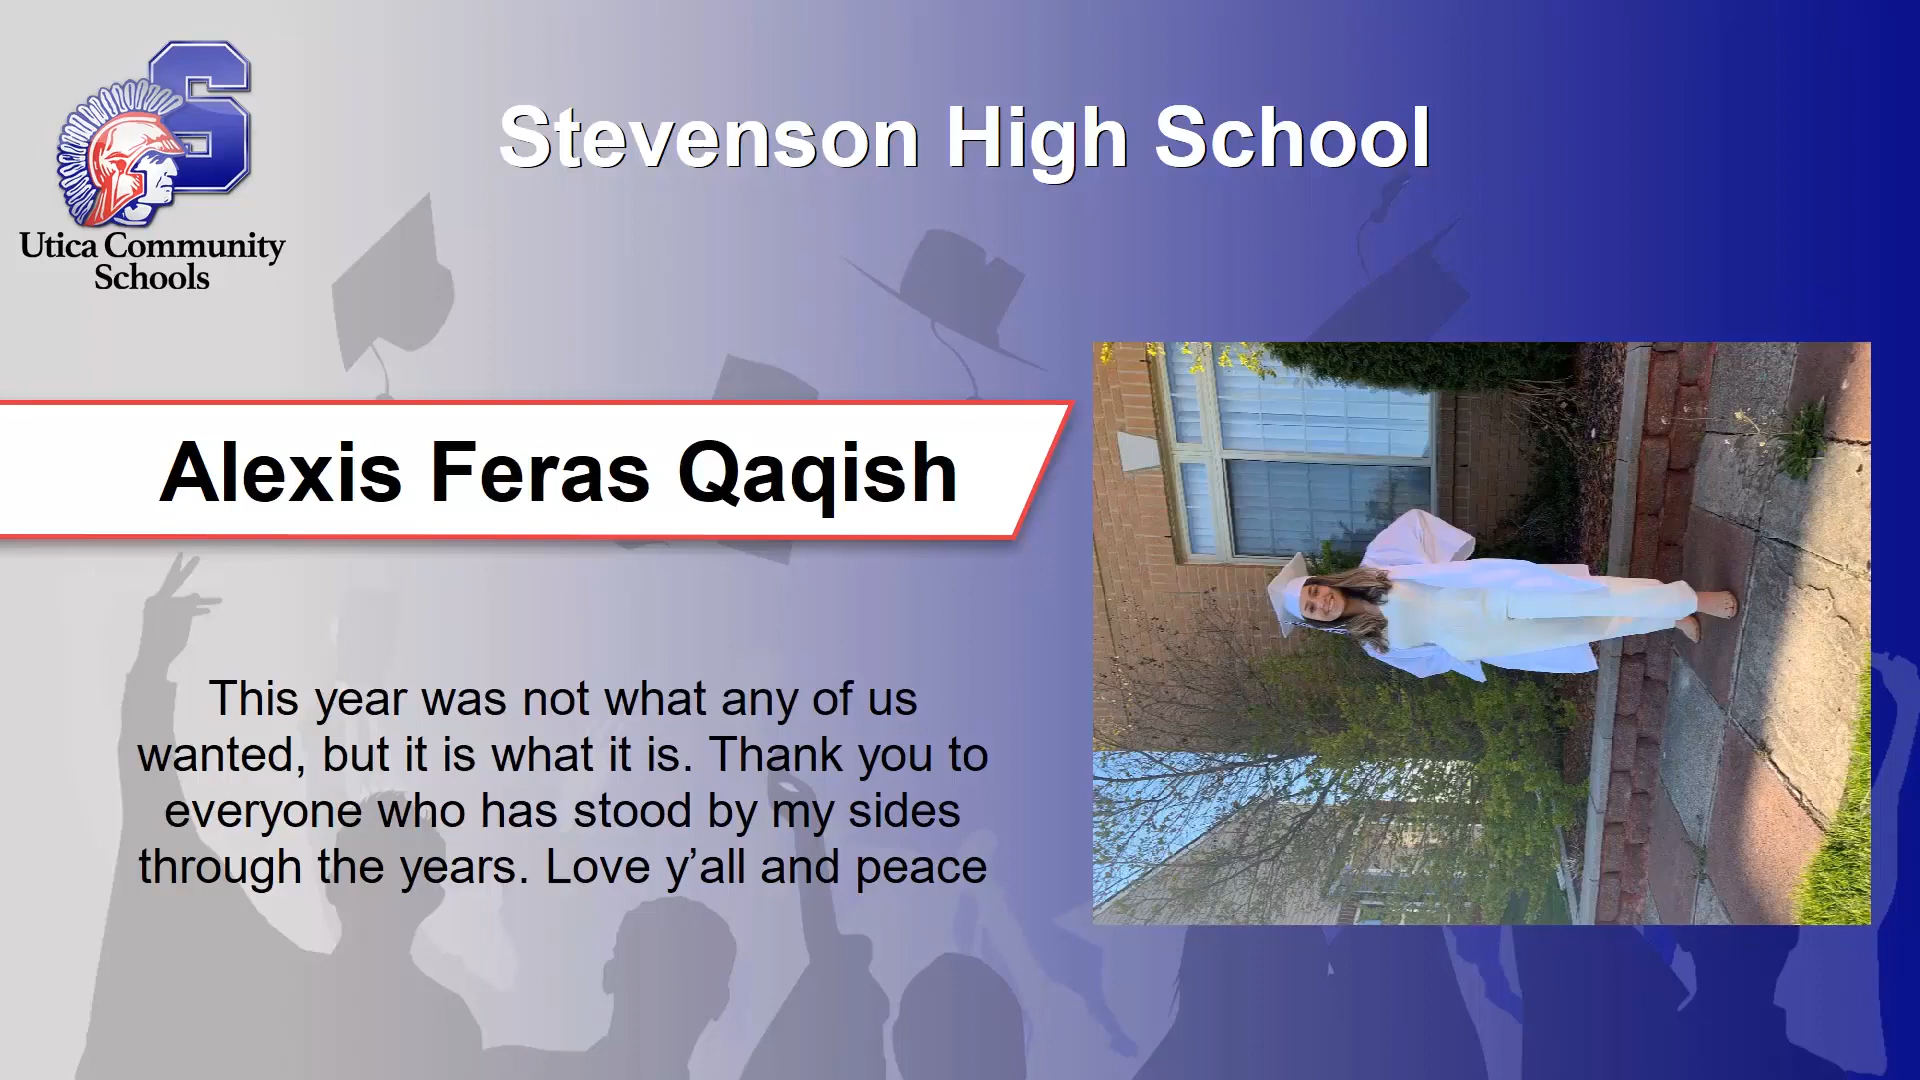 S
Utica Community
Schools
Stevenson High School
Alexis Feras Qaqish
This year was not what any of us
wanted, but it is what it is. Thank you to
everyone who has stood by my sides
through the years. Love y’all and peace